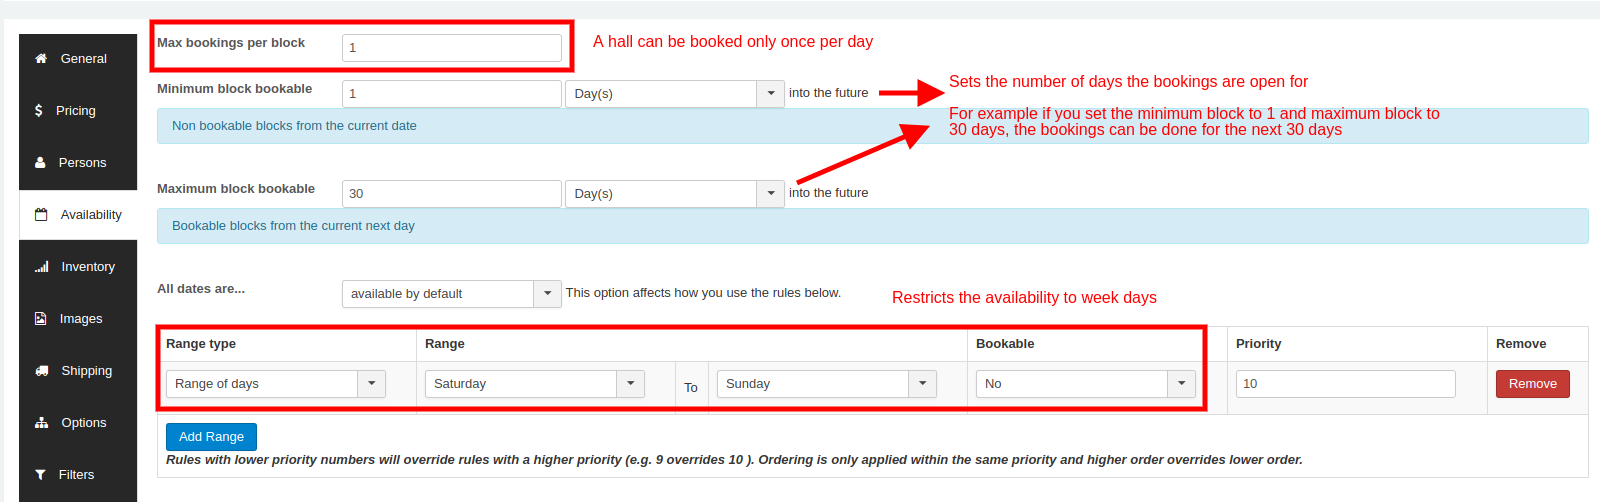 General
Pricing
Persons
Availability
Inventory
Images
Shipping
Options
Filters
Max bookings per block
1
A hall can be booked only once per day
Minimum block bookable
1
Day(s)
into the future
Sets the number of days the bookings are open for
For example if you set the minimum block to 1 and maximum block to
30 days, the bookings can be done for the next 30 days
Non bookable blocks from the current date
Maximum block bookable
30
Day(s)
into the future
Bookable blocks from the current next day
All dates are...
available by default
This option affects how you use the rules below.
Restricts the availability to week days
Range type
Range
Bookable
Priority
Remove
Range of days
Saturday
To
Sunday
No
10
Remove
Add Range
Rules with lower priority numbers will override rules with a higher priority (e.g. 9 overrides 10 ). Ordering is only applied within the same priority and higher order overrides lower order.